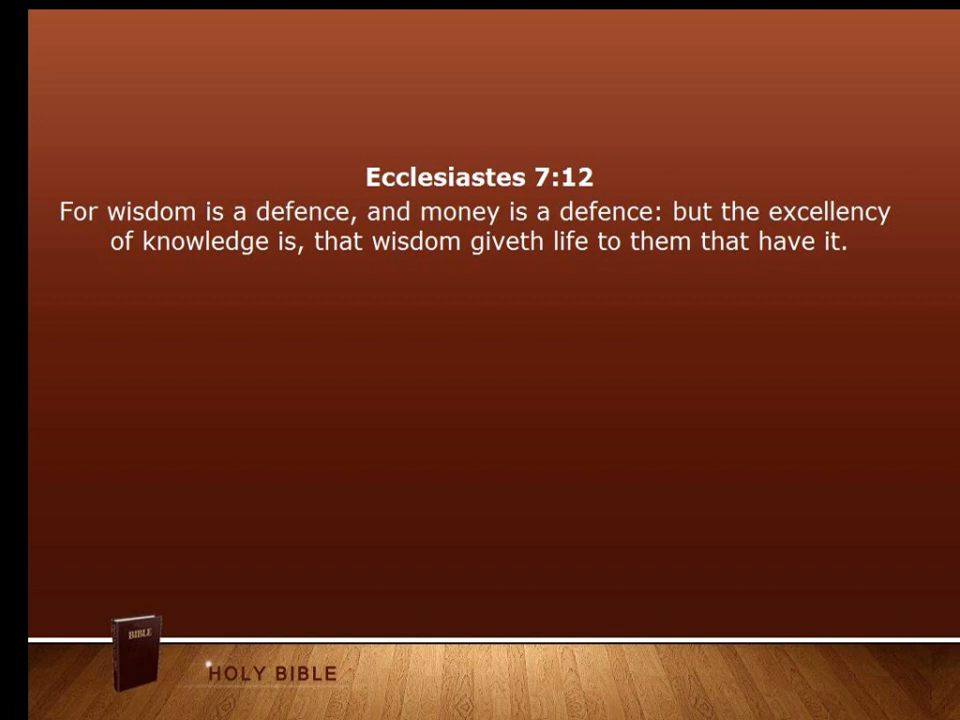 Ecclesiastes 7:12
For wisdom is a defence, and money is a defence: but the excellency
of knowledge is, that wisdom giveth life to them that have it.
BIBLE
HOLY BIBLE